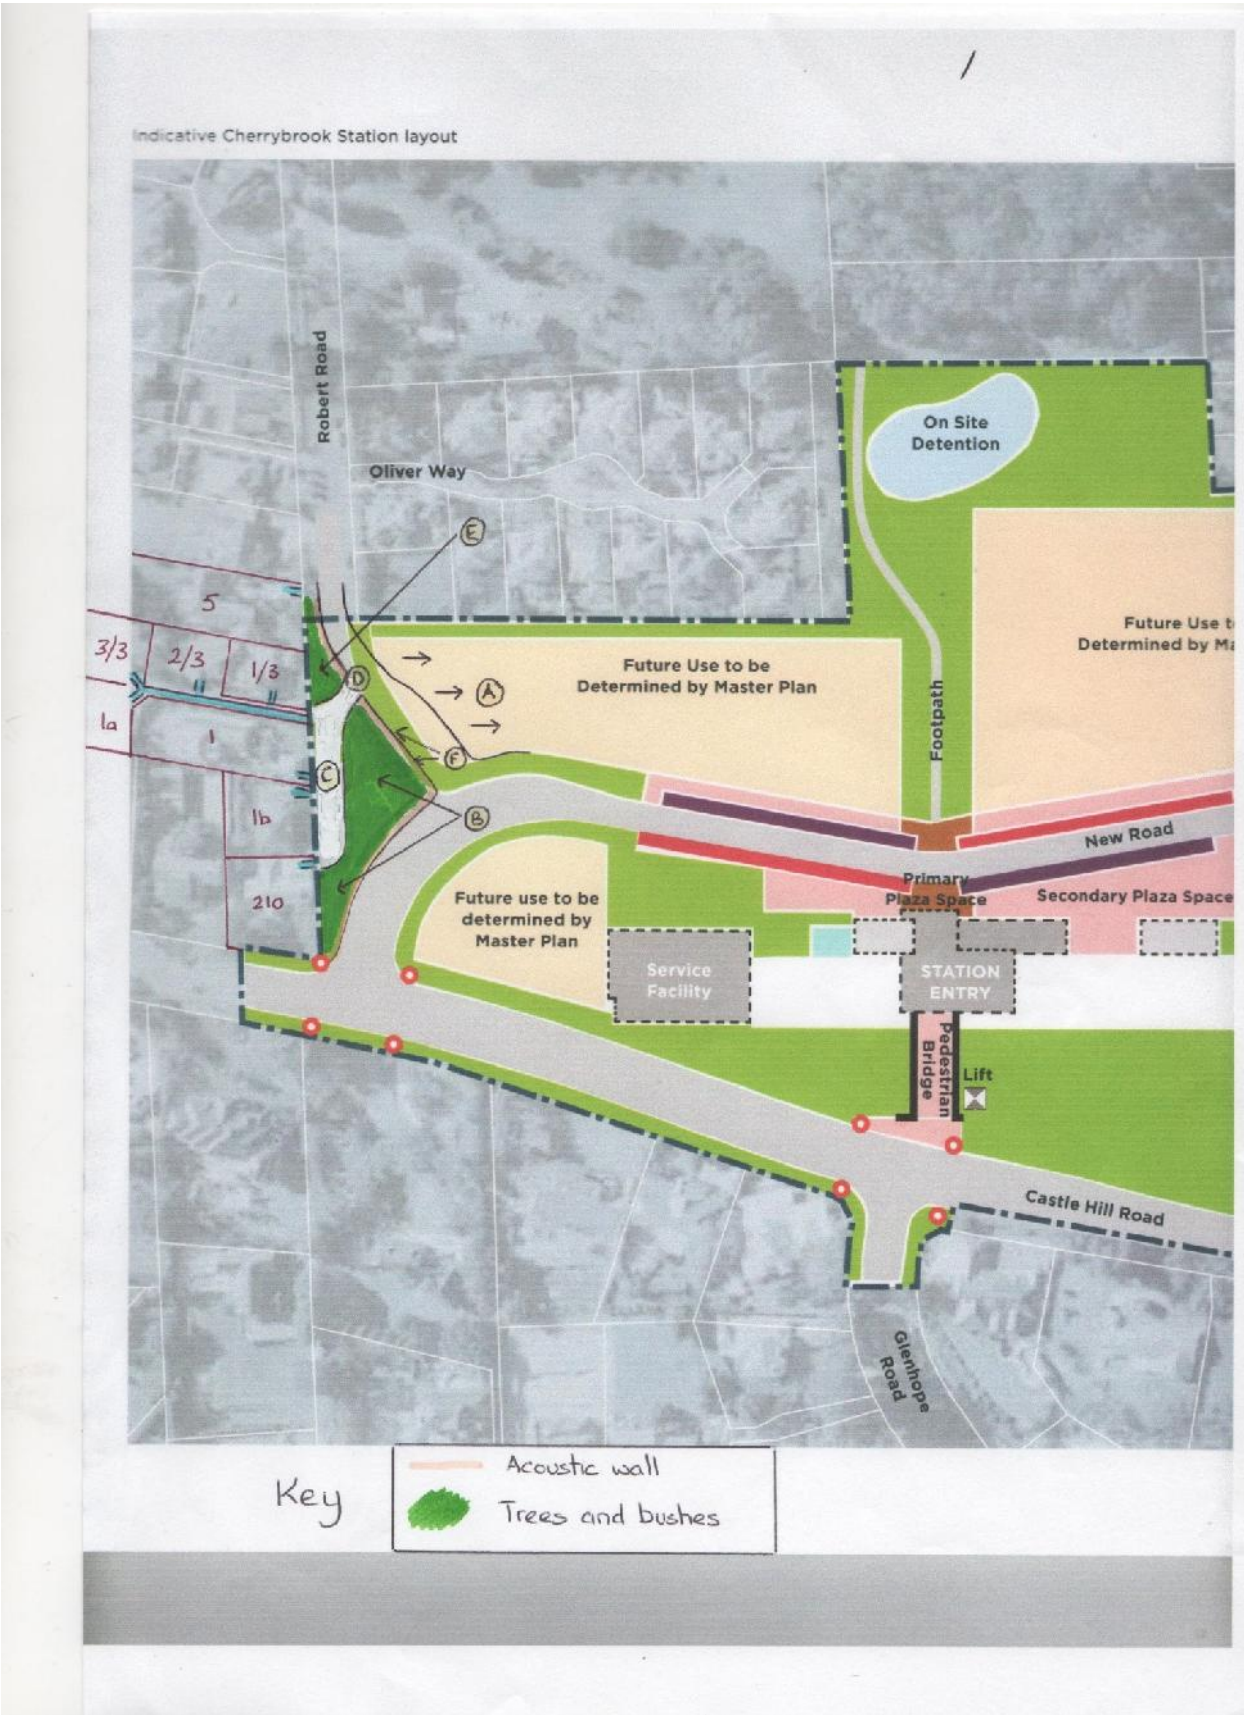 /
Indicative Cherrybrook Station layout
Robert Road
On Site
Detention
Oliver Way
E
5
3/3
2/3
1/3
1a
1
D
A
Future Use to be
Determined by Master Plan
Future Use t
Determined by Ma
Footpath
F
C
B
1b
210
New Road
Primary
Plaza Space
Secondary Plaza Space
Future use to be
determined by
Master Plan
Service
Facility
STATION
ENTRY
Pedestrian
Bridge
Lift
Castle Hill Road
Glenhope
Road
Key
Acoustic wall
Trees and bushes